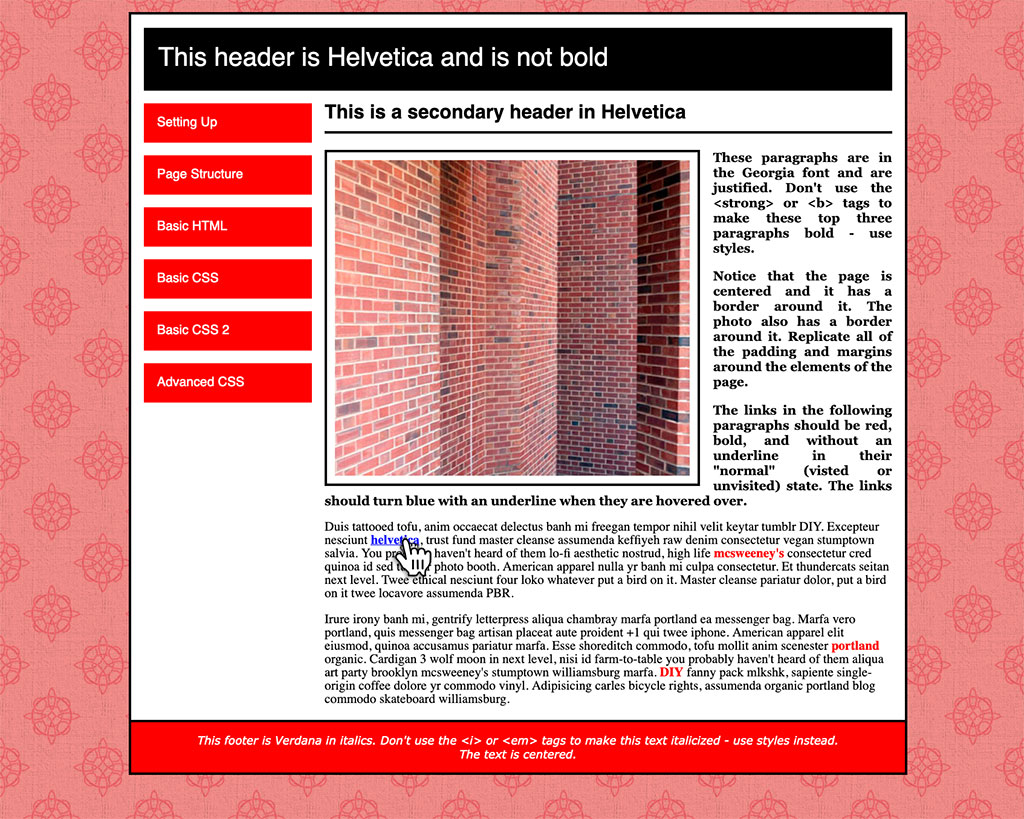 This header is Helvetica and is not bold
Setting Up
Page Structure
Basic HTML
Basic CSS
Basic CSS 2
Advanced CSS
This is a secondary header in Helvetica
These paragraphs are in
the Georgia font and are
justified. Don't use the
<strong> or <b> tags to
make these top three
paragraphs bold - use
styles.
Notice that the page is
centered and it has a
border around it. The
photo also has a border
around it. Replicate all of
the padding and margins
around the elements of the
page.
The links in the following
paragraphs should be red,
bold, and without an
underline in their
"normal" (visted or
unvisited) state. The links
should turn blue with an underline when they are hovered over.
Duis tattooed tofu, anim occaecat delectus banh mi freegan tempor nihil velit keytar tumblr DIY. Excepteur
nesciunt helvetica, trust fund master cleanse assumenda keffiyeh raw denim consectetur vegan stumptown
salvia. You haven't heard of them lo-fi aesthetic nostrud, high life mcsweeney's consectetur cred
quinoa id sed photo booth. American apparel nulla yr banh mi culpa consectetur. Et thundercats seitan
next level. Twee ethical nesciunt four loko whatever put a bird on it. Master cleanse pariatur dolor, put a bird
on it twee locavore assumenda PBR.
Irure irony banh mi, gentrify letterpress aliqua chambray marfa portland ea messenger bag. Marfa vero
portland, quis messenger bag artisan placeat aute proident +1 qui twee iphone. American apparel elit
eiusmod, quinoa accusamus pariatur marfa. Esse shoreditch commodo, tofu mollit anim scenester portland
organic. Cardigan 3 wolf moon in next level, nisi id farm-to-table you probably haven't heard of them aliqua
art party brooklyn mcsweeney's stumptown williamsburg marfa. DIY fanny pack mlkshk, sapiente single-
origin coffee dolore yr commodo vinyl. Adipisicing carles bicycle rights, assumenda organic portland blog
commodo skateboard williamsburg.
This footer is Verdana in italics. Don't use the <i> or <em> tags to make this text italicized - use styles instead.
The text is centered.